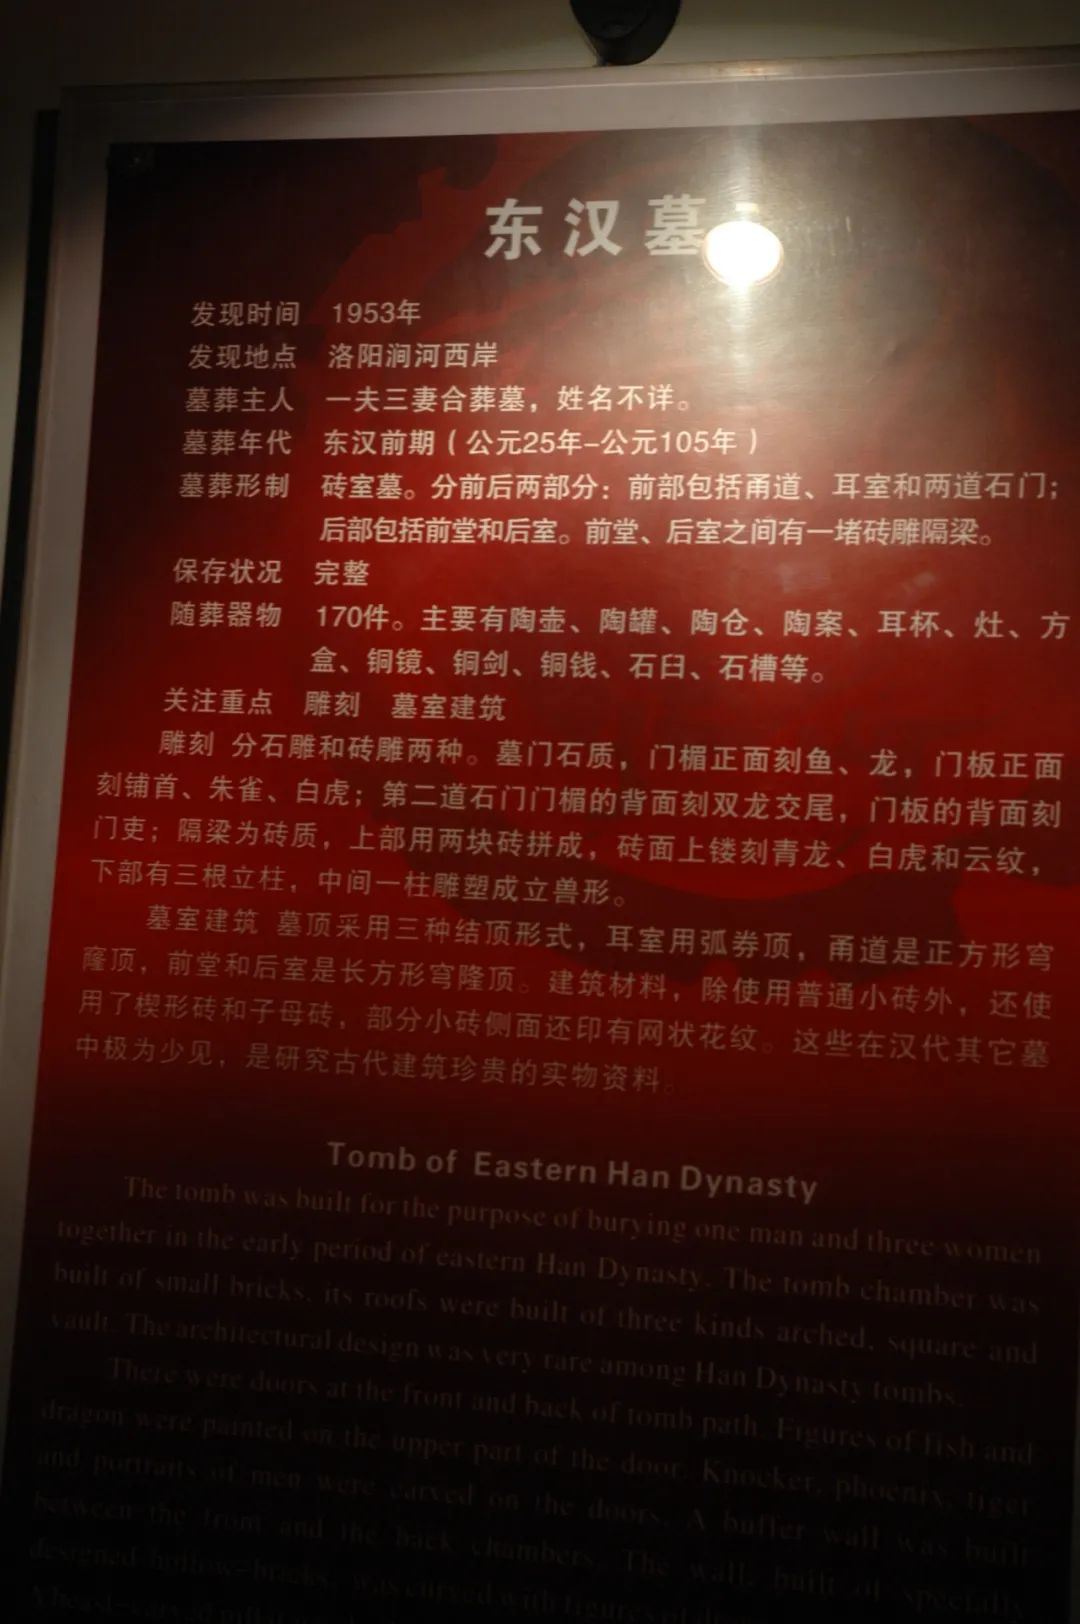 东汉墓
发现时间 1953年
发现地点 洛阳涧河西岸
墓葬主人 一夫三妻合葬墓，姓名不详。
墓葬年代 东汉前期（公元25年-公元105年）
墓葬形制 砖室墓。分前后两部分：前部包括甬道、耳室和两道石门；
后部包括前堂和后室。前堂、后室之间有一堵砖雕隔梁。
保存状况 完整
随葬器物 170件。主要有陶壶、陶罐、陶仓、陶案、耳杯、灶、方
盒、铜镜、铜剑、铜钱、石臼、石槽等。
关注重点 雕刻 墓室建筑
雕刻 分石雕和砖雕两种。墓门石质，门楣正面刻鱼、龙，门板正面
刻铺首、朱雀、白虎；第二道石门门楣的背面刻双龙交尾，门板的背面刻
门吏；隔梁为砖质，上部用两块砖拼成，砖面上镂刻青龙、白虎和云纹，
下部有三根立柱，中间一柱雕塑成立兽形。
墓室建筑 墓顶采用三种结顶形式，耳室用弧券顶，甬道是正方形穹
隆顶，前堂和后室是长方形穹隆顶。建筑材料，除使用普通小砖外，还使
用了楔形砖和子母砖，部分小砖侧面还印有网状花纹。这些在汉代其它墓
中极为少见，是研究古代建筑珍贵的实物资料。
Tomb of Eastern Han Dynasty
The tomb was built for the purpose of burying one man and three women
together in the early period of eastern Han Dynasty. The tomb chamber was
built of small bricks, its roofs were built of three kinds arched, square and
vault. The architectural design was very rare among Han Dynasty tombs.
There were doors at the front and back of tomb path. Figures of fish and
dragon were painted on the upper part of the door. Knocker, phoenix, tiger
and portraits of men were carved on the doors. A buffer wall was built
between the front and the back chambers. The wall, built of specially
designed hollow-bricks, was curved with figures of
A beast-carved